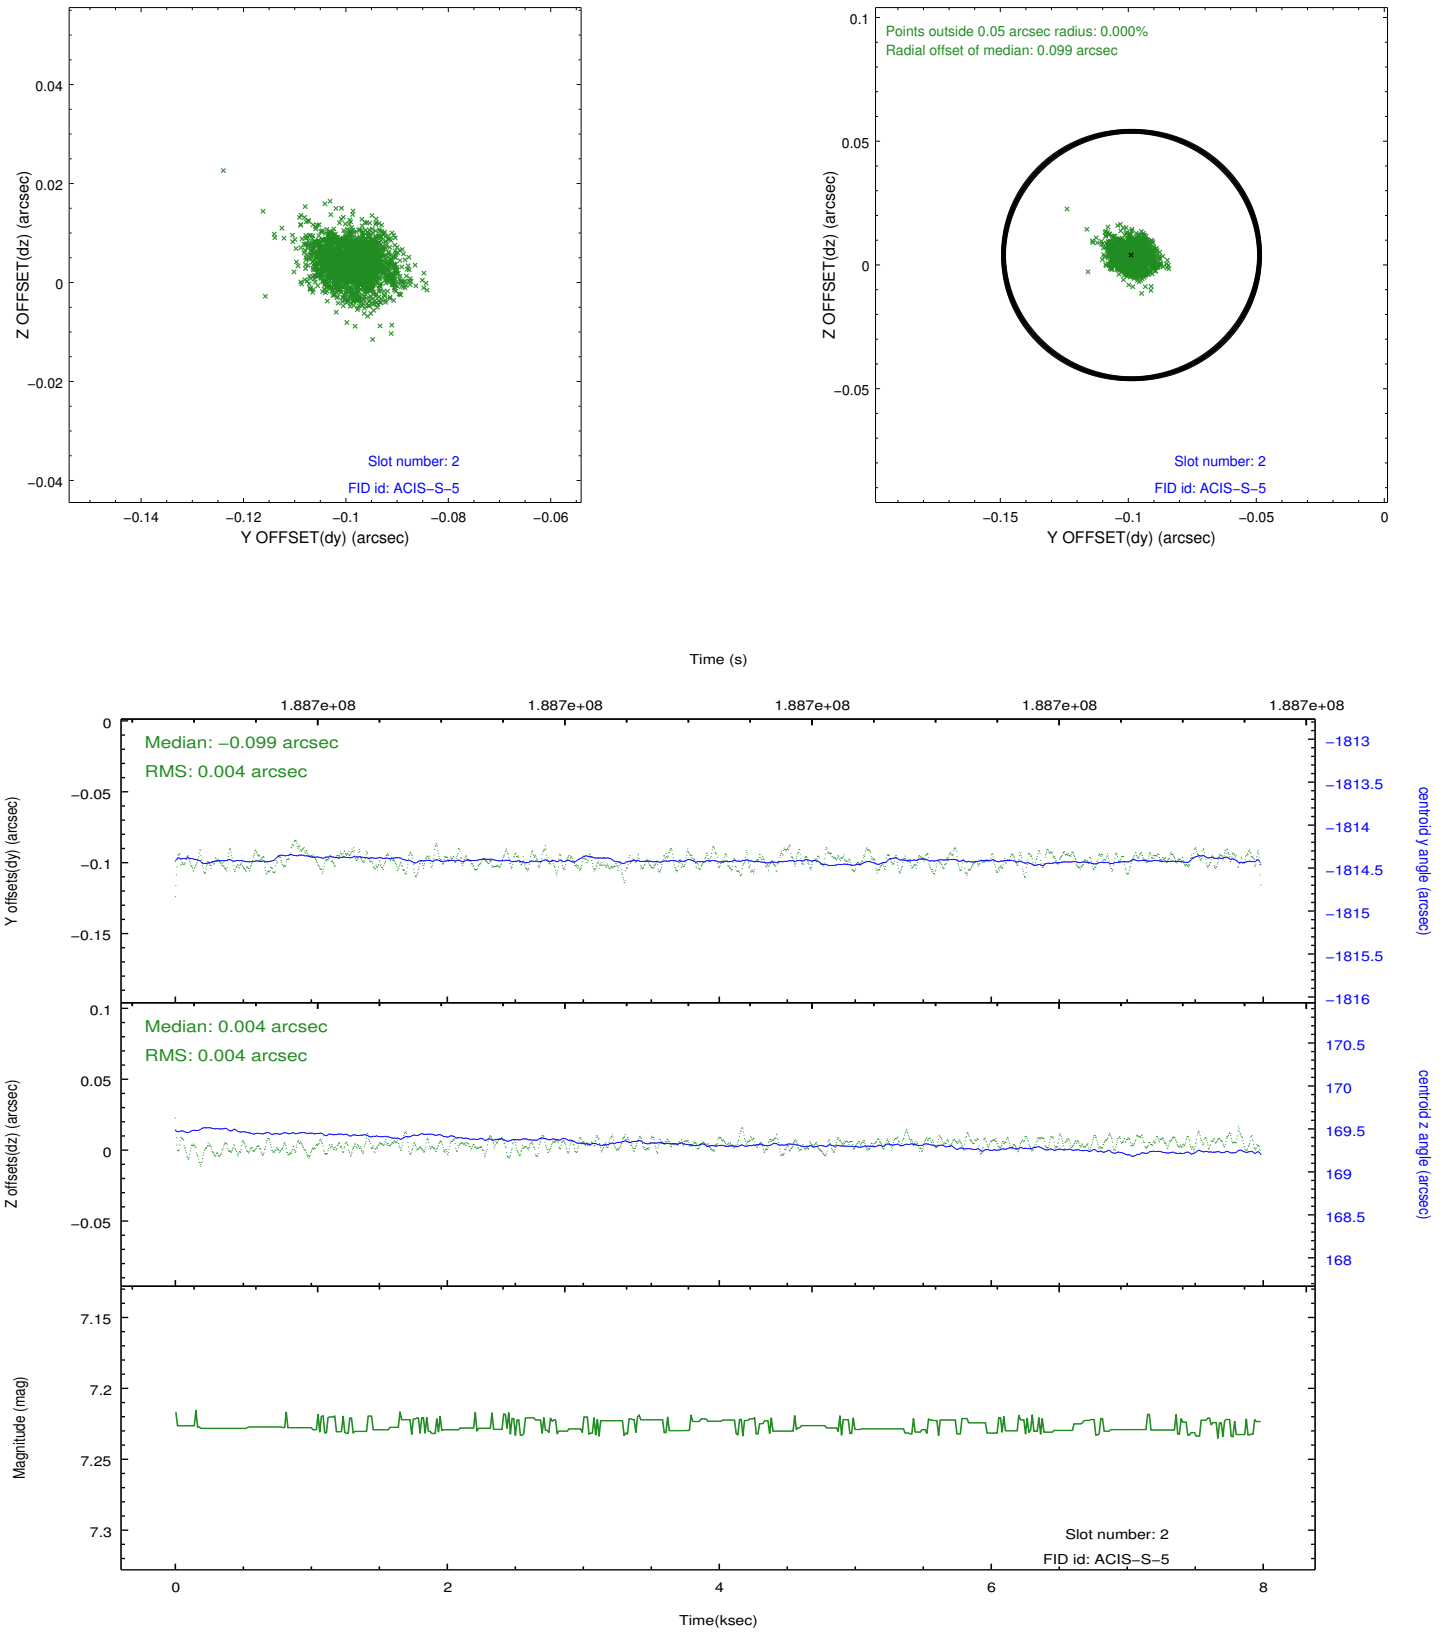 0.04
0.02
0
−0.02
−0.04
Z OFFSET(dz) (arcsec)
Slot number: 2
FID id: ACIS−S−5
−0.14
−0.12
−0.1
−0.08
−0.06
Y OFFSET(dy) (arcsec)
0.1
0.05
0
−0.05
Z OFFSET(dz) (arcsec)
Points outside 0.05 arcsec radius: 0.000%
Radial offset of median: 0.099 arcsec
Slot number: 2
FID id: ACIS−S−5
−0.15
−0.1
−0.05
0
Y OFFSET(dy) (arcsec)
Time (s)
1.887e+08
1.887e+08
1.887e+08
1.887e+08
1.887e+08
0
−0.05
−0.1
−0.15
Y offsets(dy) (arcsec)
Median: −0.099 arcsec
RMS: 0.004 arcsec
−1813
−1813.5
−1814
−1814.5
−1815
−1815.5
−1816
centroid y angle (arcsec)
0.1
0.05
0
−0.05
Z offsets(dz) (arcsec)
Median: 0.004 arcsec
RMS: 0.004 arcsec
170.5
170
169.5
169
168.5
168
centroid z angle (arcsec)
7.15
7.2
7.25
7.3
Magnitude (mag)
Slot number: 2
FID id: ACIS−S−5
0
2
4
6
8
Time(ksec)